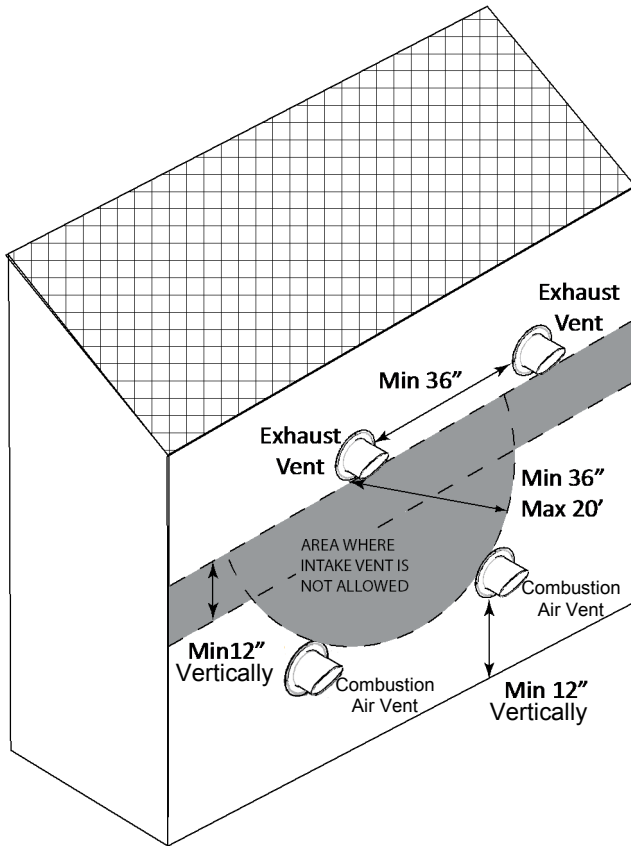 Exhaust
Vent
Min 36”
Exhaust
Vent
Min 36”
Max 20’
AREA WHERE
INTAKE VENT IS
NOT ALLOWED
Combustion
Air Vent
Min12”
Vertically
Combustion
Air Vent
Min 12”
Vertically